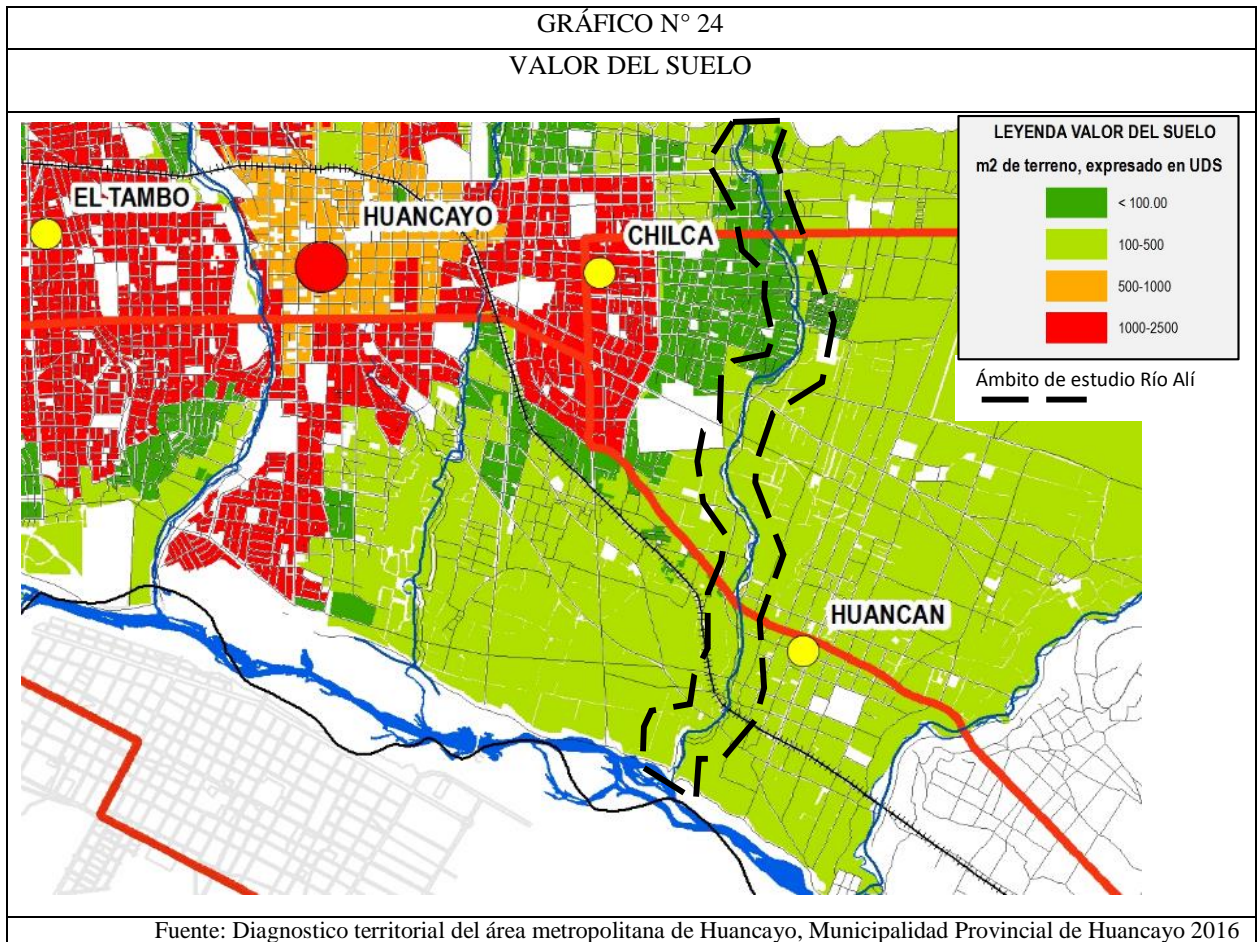 GRÁFICO N° 24
VALOR DEL SUELO
LEYENDA VALOR DEL SUELO
m2 de terreno, expresado en UDS
< 100.00
100-500
500-1000
1000-2500
Ámbito de estudio Río Alí
EL TAMBO
HUANCAYO
CHILCA
HUANCAN
Fuente: Diagnostico territorial del área metropolitana de Huancayo, Municipalidad Provincial de Huancayo 2016